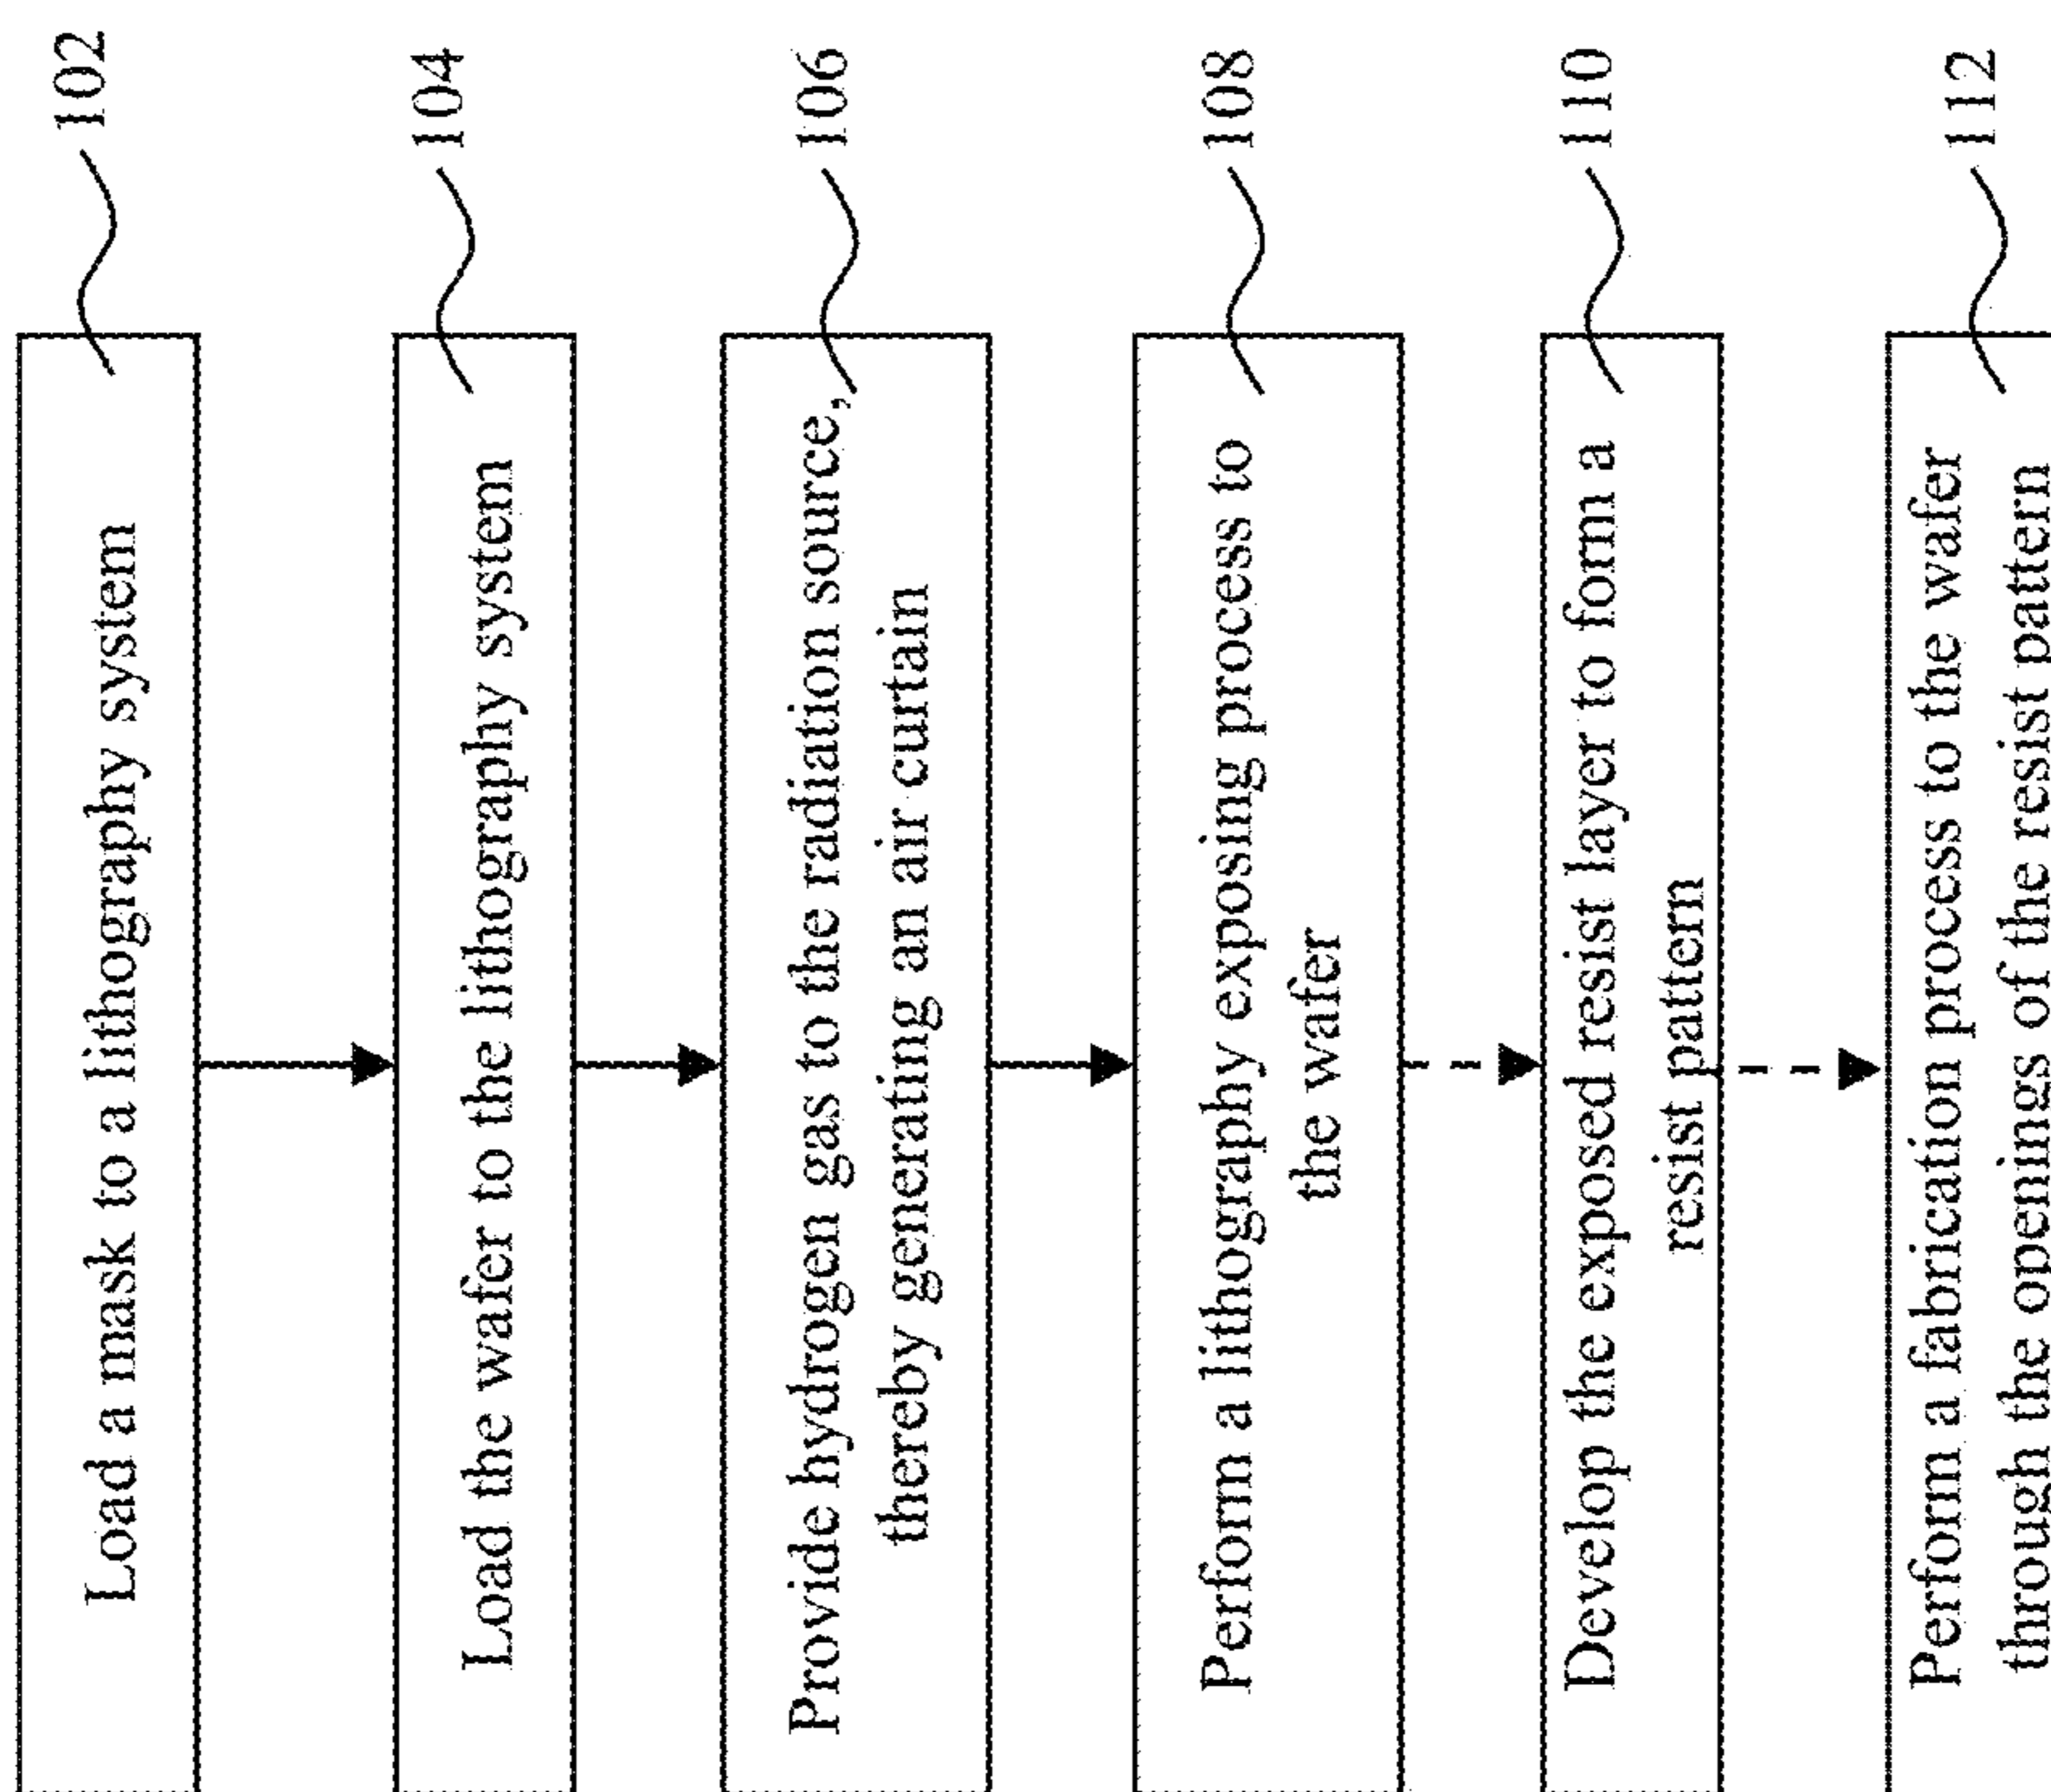 Load a mask to a lithography system
102
Load the wafer to the lithography system
104
Provide hydrogen gas to the radiation source,
thereby generating an air curtain
106
Perform a lithography exposing process to
the wafer
108
Develop the exposed resist layer to form a
resist pattern
110
Perform a fabrication process to the wafer
through the openings of the resist pattern
112